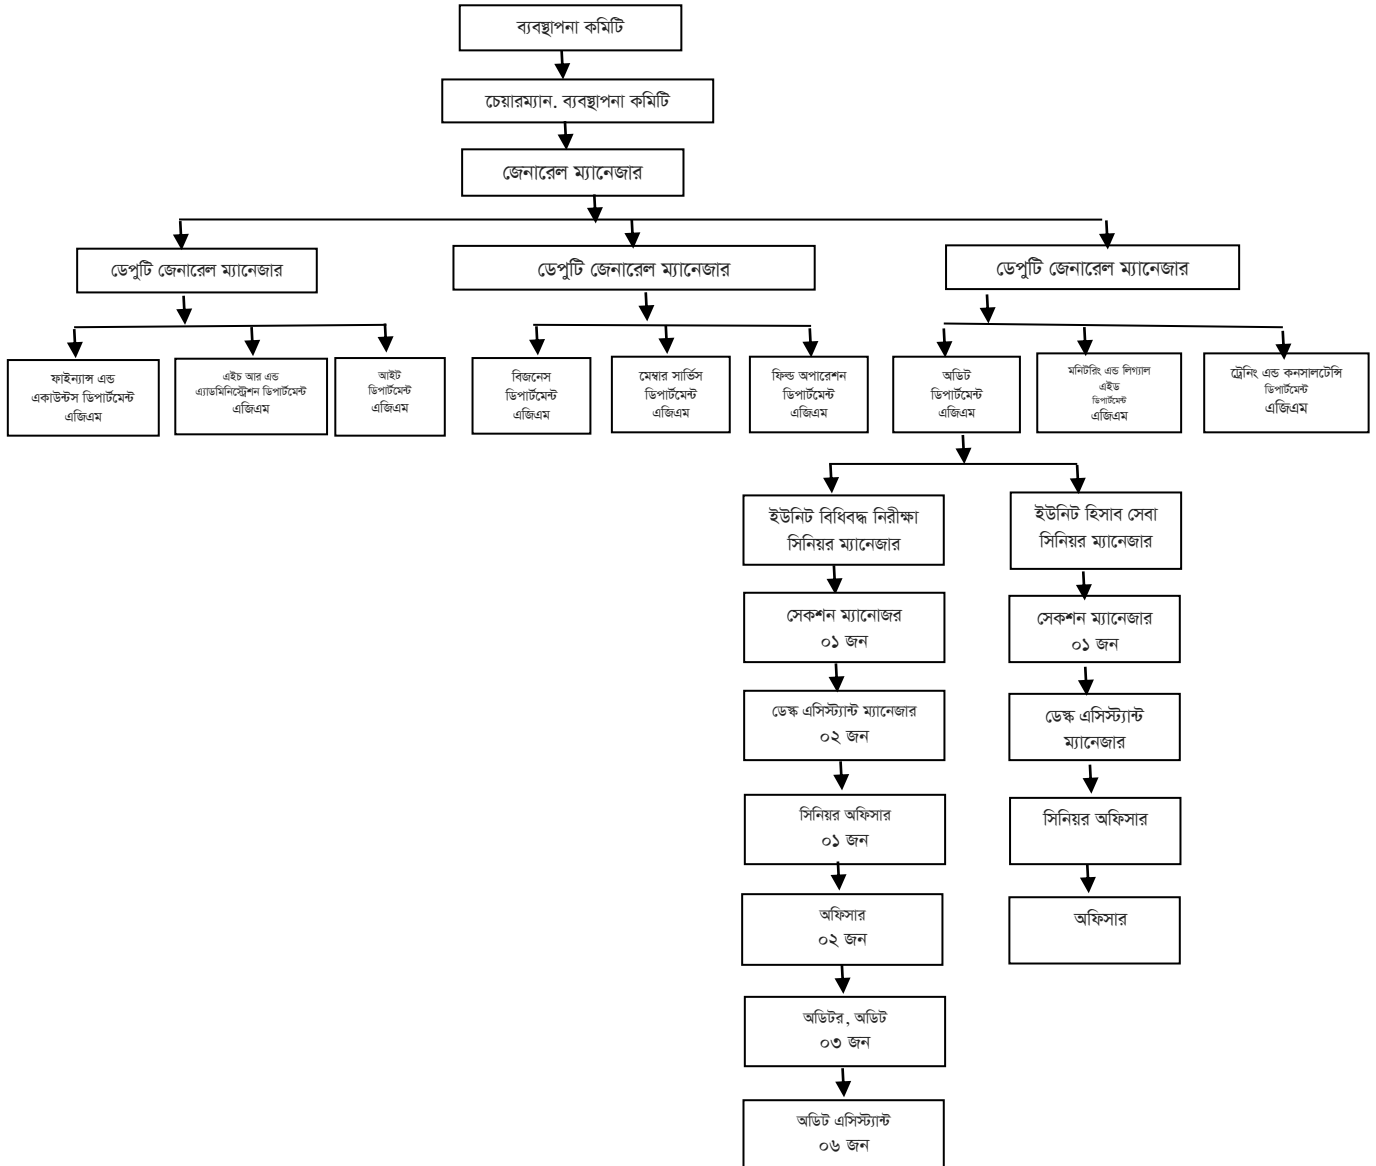 ব্যবস্থাপনা কমিটি
চেয়ারম্যান. ব্যবস্থাপনা কমিটি
জেনারেল ম্যানেজার
ডেপুটি জেনারেল ম্যানেজার
ডেপুটি জেনারেল ম্যানেজার
ডেপুটি জেনারেল ম্যানেজার
ফাইন্যান্স এন্ড
একাউন্টস ডিপার্টমেন্ট
এজিএম
এইচ আর এন্ড
এ্যাডমিনিস্ট্রেশন ডিপার্টমেন্ট
এজিএম
আইট
ডিপার্টমেন্ট
এজিএম
বিজনেস
ডিপার্টমেন্ট
এজিএম
মেম্বার সার্ভিস
ডিপার্টমেন্ট
এজিএম
ফিল্ড অপারেশন
ডিপার্টমেন্ট
এজিএম
অডিট
ডিপার্টমেন্ট
এজিএম
মনিটরিং এন্ড লিগ্যাল
এইড
ডিপার্টমেন্ট
এজিএম
ট্রেনিং এন্ড কনসালটেন্সি
ডিপার্টমেন্ট
এজিএম
ইউনিট বিধিবদ্ধ নিরীক্ষা
সিনিয়র ম্যানেজার
ইউনিট হিসাব সেবা
সিনিয়র ম্যানেজার
সেকশন ম্যানোজর
০১ জন
সেকশন ম্যানেজার
০১ জন
ডেস্ক এসিস্ট্যান্ট ম্যানেজার
০২ জন
ডেস্ক এসিস্ট্যান্ট
ম্যানেজার
সিনিয়র অফিসার
০১ জন
সিনিয়র অফিসার
অফিসার
০২ জন
অফিসার
অডিটর, অডিট
০৩ জন
অডিট এসিস্ট্যান্ট
০৬ জন